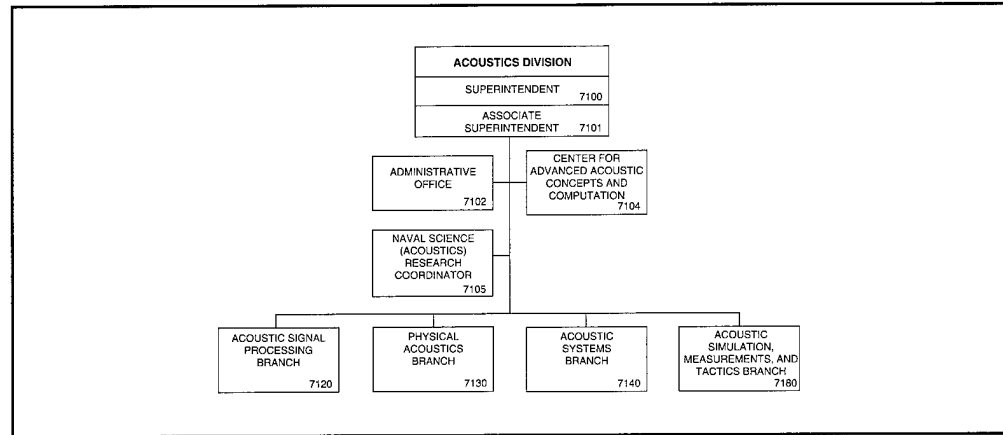 ACOUSTICS DIVISION
SUPERINTENDENT
7100
ASSOCIATE
SUPERINTENDENT
7101
ADMINISTRATIVE
OFFICE
7102
CENTER FOR
ADVANCED ACOUSTIC
CONCEPTS AND
COMPUTATION
7104
NAVAL SCIENCE
(ACOUSTICS)
RESEARCH
COORDINATOR
7105
ACOUSTIC SIGNAL
PROCESSING
BRANCH
7120
PHYSICAL
ACOUSTICS
BRANCH
7130
ACOUSTIC
SYSTEMS
BRANCH
7140
ACOUSTIC
SIMULATION,
MEASUREMENTS, AND
TACTICS BRANCH
7180